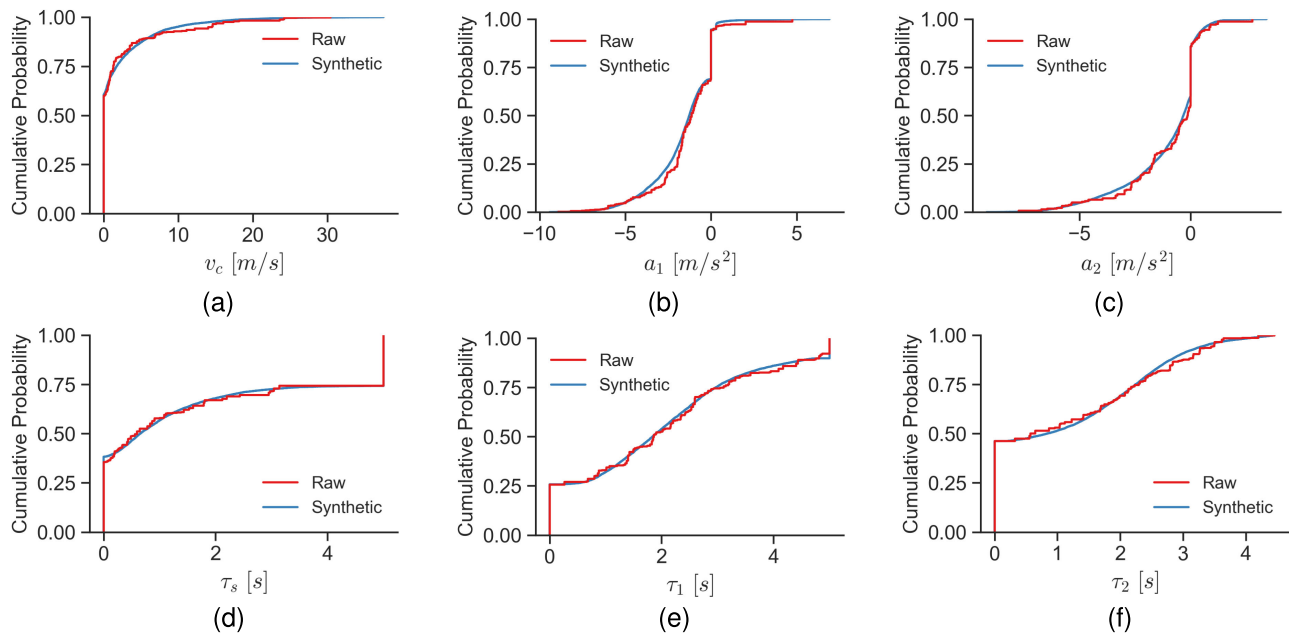 Cumulative Probability
1.00
0.75
0.50
0.25
0.00
Raw
Synthetic
0 10 20 30
v_c [m/s]
(a)
Cumulative Probability
1.00
0.75
0.50
0.25
0.00
Raw
Synthetic
−10 −5 0 5
a_1 [m/s^2]
(b)
Cumulative Probability
1.00
0.75
0.50
0.25
0.00
Raw
Synthetic
−5 0
a_2 [m/s^2]
(c)
Cumulative Probability
1.00
0.75
0.50
0.25
0.00
Raw
Synthetic
0 2 4
τ_s [s]
(d)
Cumulative Probability
1.00
0.75
0.50
0.25
0.00
Raw
Synthetic
0 2 4
τ_1 [s]
(e)
Cumulative Probability
1.00
0.75
0.50
0.25
0.00
Raw
Synthetic
0 1 2 3 4
τ_2 [s]
(f)